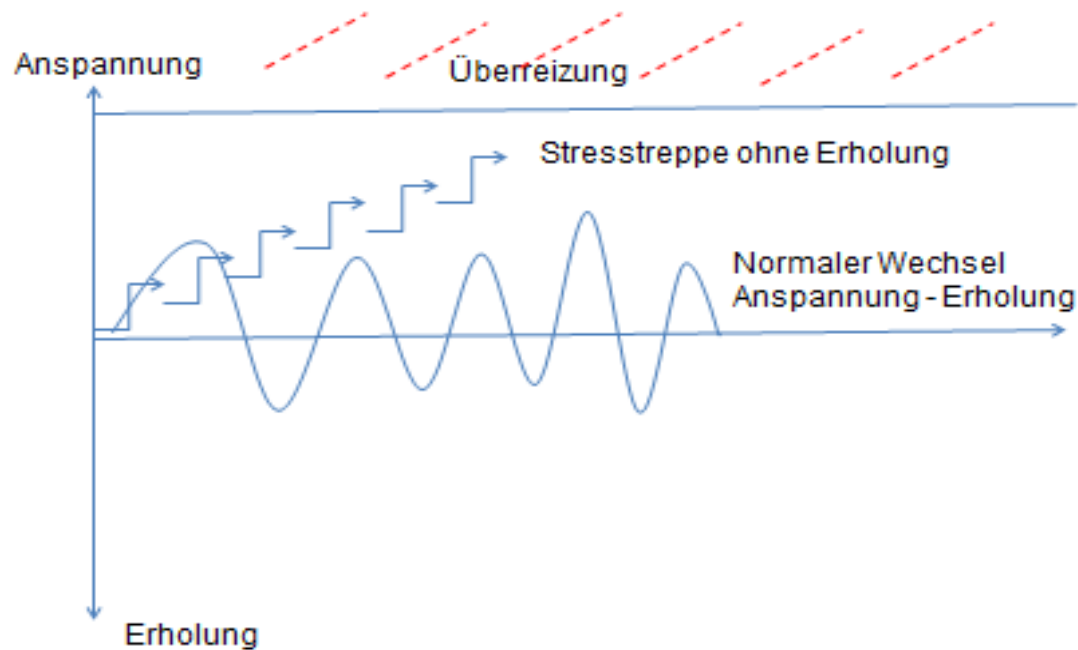 Anspannung
Überreizung
Stresstreppe ohne Erholung
Normaler Wechsel
Anspannung - Erholung
Erholung